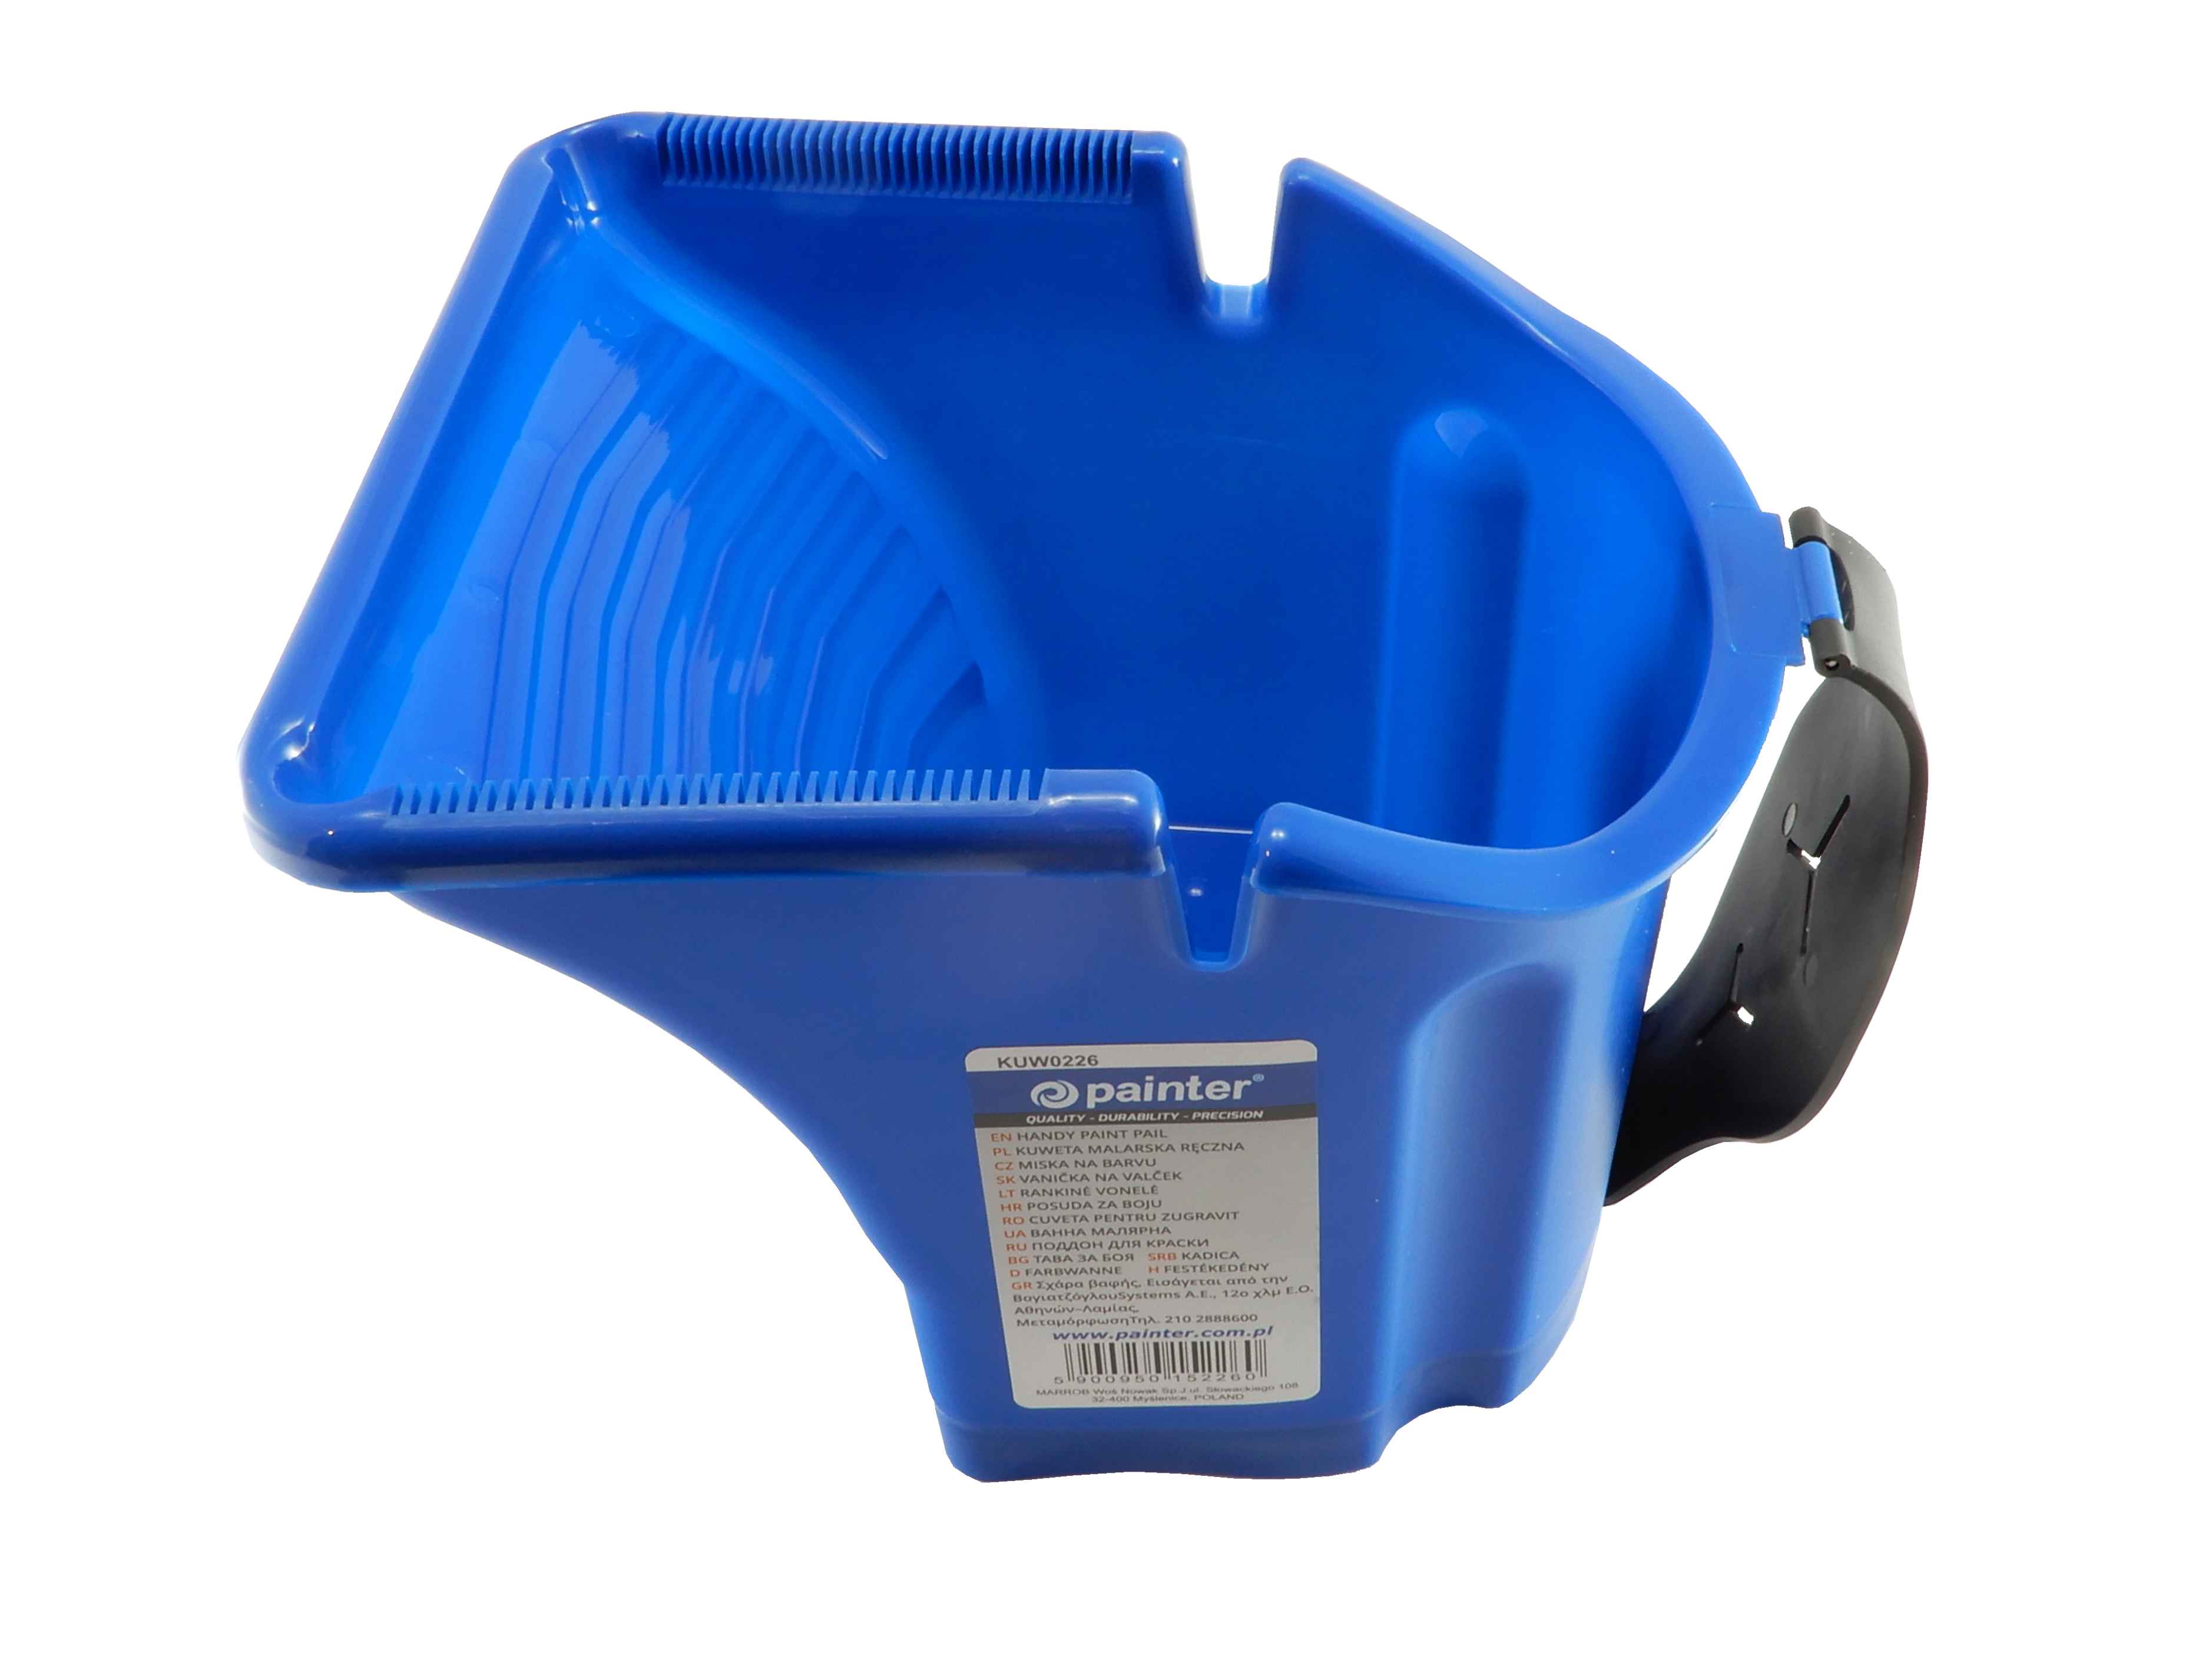 KUW0226
painter®
QUALITY - DURABILITY - PRECISION
EN HANDY PAINT PAIL
PL KUWETA MALARSKA RĘCZNA
CZ MISKA NA BARVU
SK VANIČKA NA VALČEK
LT RANKINĖ VONELĖ
HR POSUDA ZA BOJU
RO CUVETA PENTRU ZUGRAVIT
UA ВАННА МАЛЯРНА
RU ПОДДОН ДЛЯ КРАСКИ
BG ТАВА ЗА БОЯ SRB KADICA
D FARBWANNE H FESTÉKEDÉNY
GR Σχάρα βαφής, Εισάγεται από την
ΒαγιατζόγλουSystems A.E., 12ο χλμ Ε.Ο.
Αθηνών-Λαμίας,
ΜεταμόρφωσηΤηλ. 210 2888600
www.painter.com.pl
5 900950 152260
MARROB Woś Nowak Sp.J ul. Słowackiego 108
32-400 Myślenice, POLAND